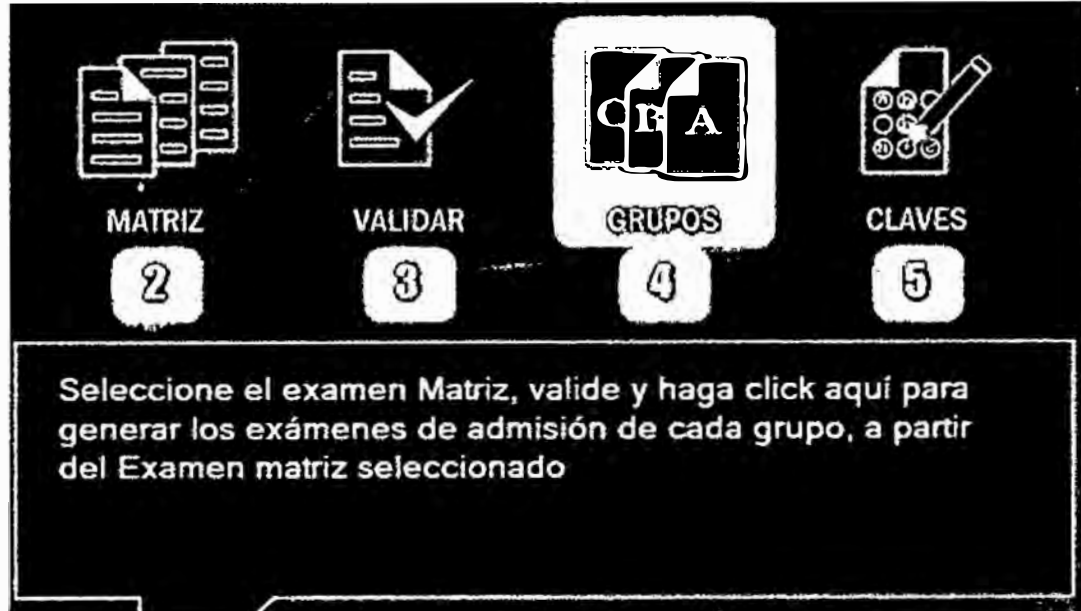 C B A
MATRIZ VALIDAR GRUPOS CLAVES
2 3 4 5
Seleccione el examen Matriz, valide y haga click aquí para
generar los exámenes de admisión de cada grupo, a partir
del Examen matriz seleccionado